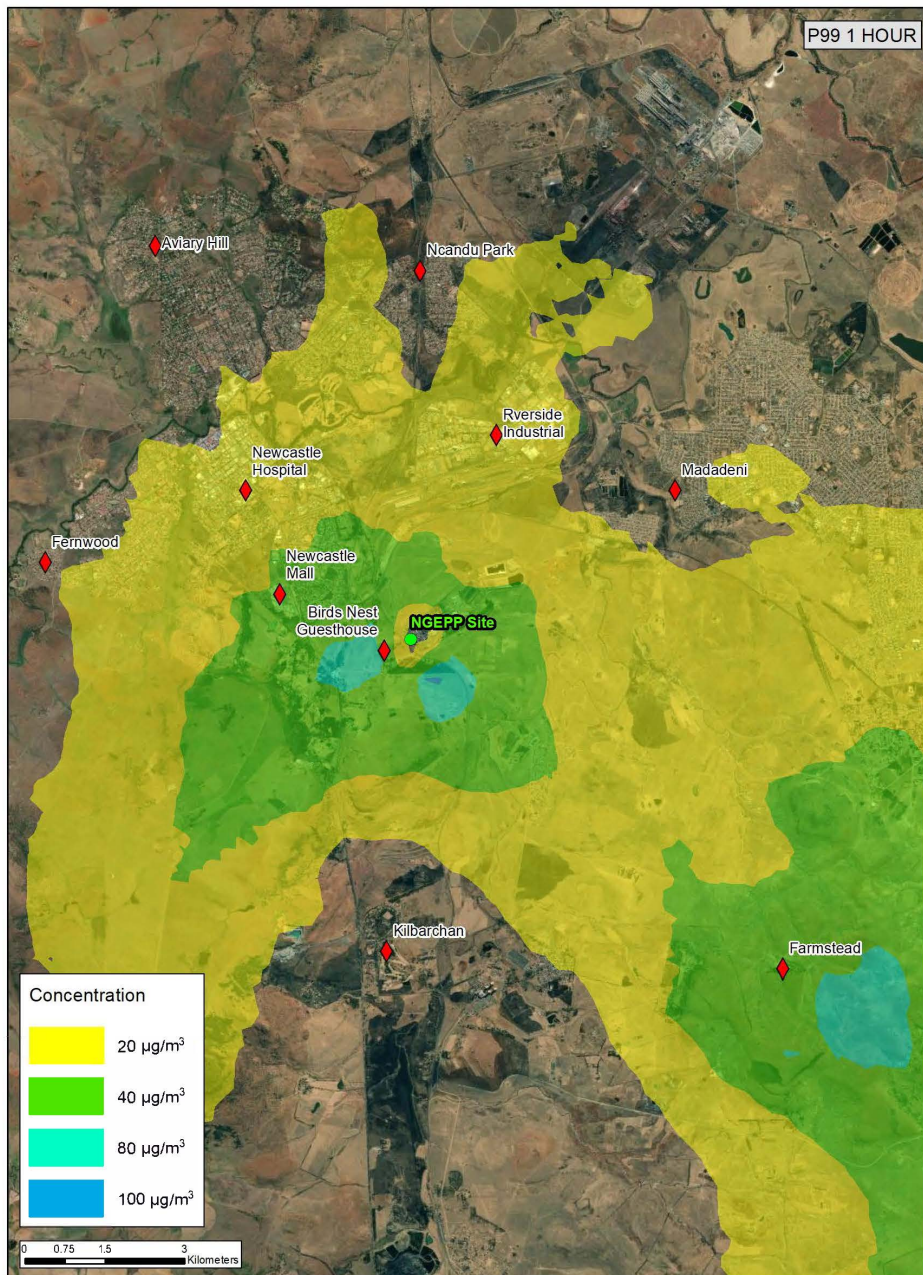 P99 1 HOUR
Aviary Hill
Ncandu Park
Rverside
Industrial
Newcastle
Hospital
Madadeni
Fernwood
Newcastle
Mall
Birds Nest
Guesthouse
NGEPP Site
Kilbarchan
Farmstead
Concentration
20 µg/m³
40 µg/m³
80 µg/m³
100 µg/m³
0 0.75 1.5 3
Kilometers